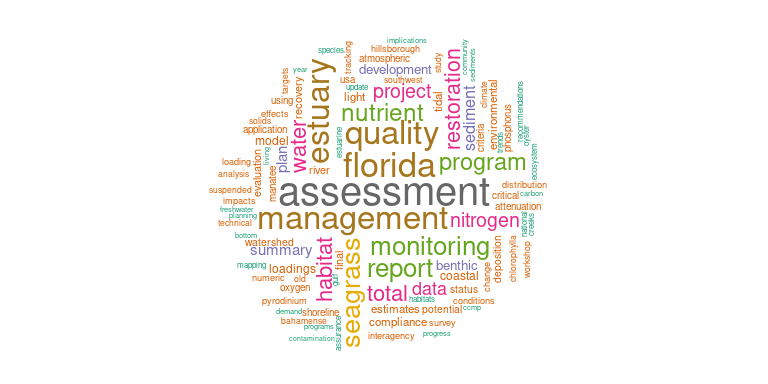 implications
species
hillsborough
atmospheric
tracking
community
sediments
study
year
development
southwest
usa
update
targets
recovery
using
light
project
tidal
restoration
estuary
nutrient
sediment
climate
environmental
phosphorus
recommendations
oyster
effects
solids
application
model
water
quality
criteria
trends
estuarine
living
plan
florida
program
ecosystem
loading
analysis
evaluation
manatee
river
suspended
assessment
distribution
critical
carbon
impacts
freshwater
planning
technical
management
nitrogen
attenuation
national
creeks
bottom
watershed
summary
habitat
final
seagrass
monitoring
deposition
chlorophylla
workshop
mapping
loadings
gulf
report
benthic
coastal
change
numeric
old
oxygen
total
data
status
pyrodinium
habitats
conditions
demand
shoreline
estimates
potential
ccmp
bahamense
programs
assurance
compliance
survey
contamination
interagency
progress